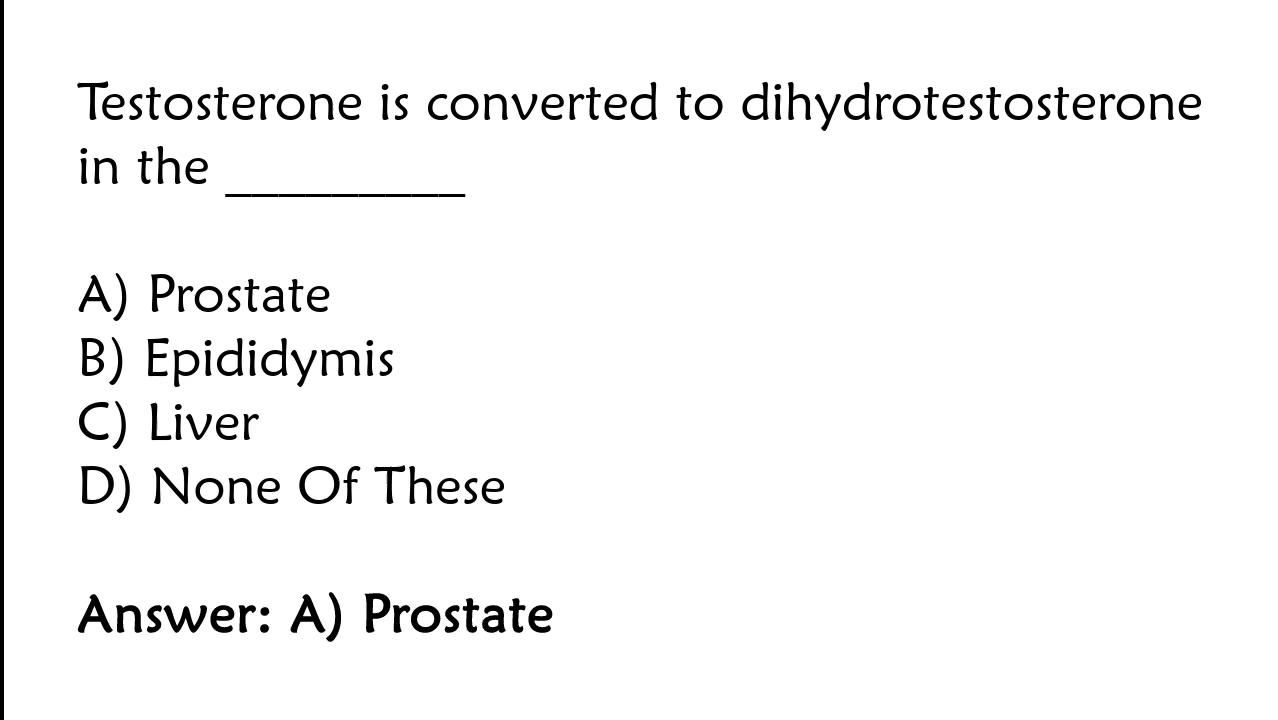 Testosterone is converted to dihydrotestosterone
in the _________
A) Prostate
B) Epididymis
C) Liver
D) None Of These
Answer: A) Prostate